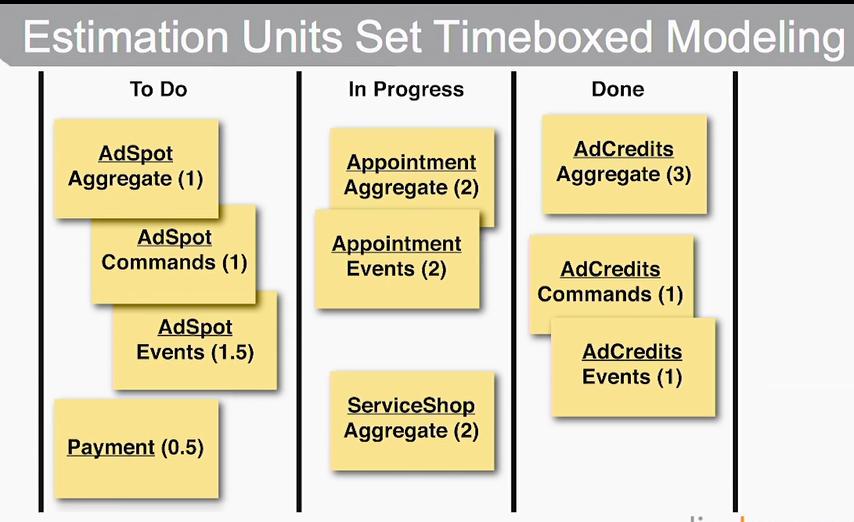 Estimation Units Set Timeboxed Modeling
To Do
AdSpot
Aggregate (1)
AdSpot
Commands (1)
AdSpot
Events (1.5)
Payment (0.5)
In Progress
Appointment
Aggregate (2)
Appointment
Events (2)
ServiceShop
Aggregate (2)
Done
AdCredits
Aggregate (3)
AdCredits
Commands (1)
AdCredits
Events (1)